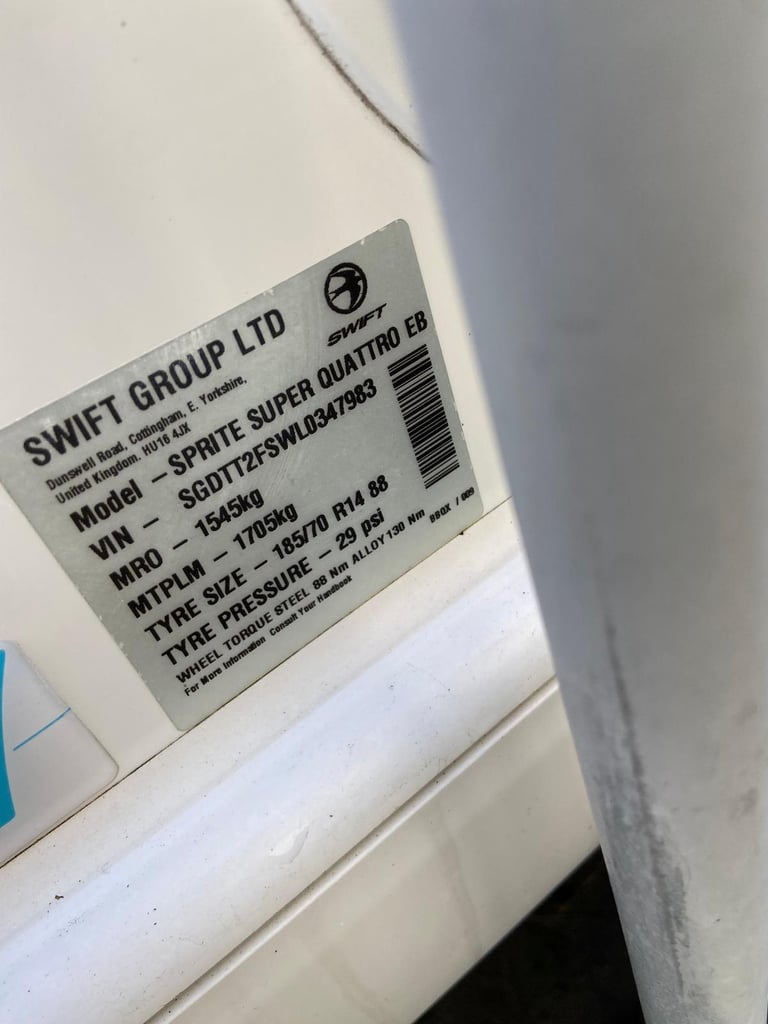 SWIFT GROUP LTD
SWIFT
Dunswell Road, Cottingham, E. Yorkshire,
United Kingdom. HU16 4JX
Model - SPRITE SUPER QUATTRO EB
VIN - SGDTT2FSWL0347983
MRO - 1545kg
MTPLM - 1705kg
TYRE SIZE - 185/70 R14 88
TYRE PRESSURE - 29 psi
WHEEL TORQUE STEEL 88 Nm ALLOY 130 Nm
For More Information Consult Your Handbook
BBOX / 009